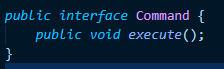 public interface Command {
    public void execute();
}